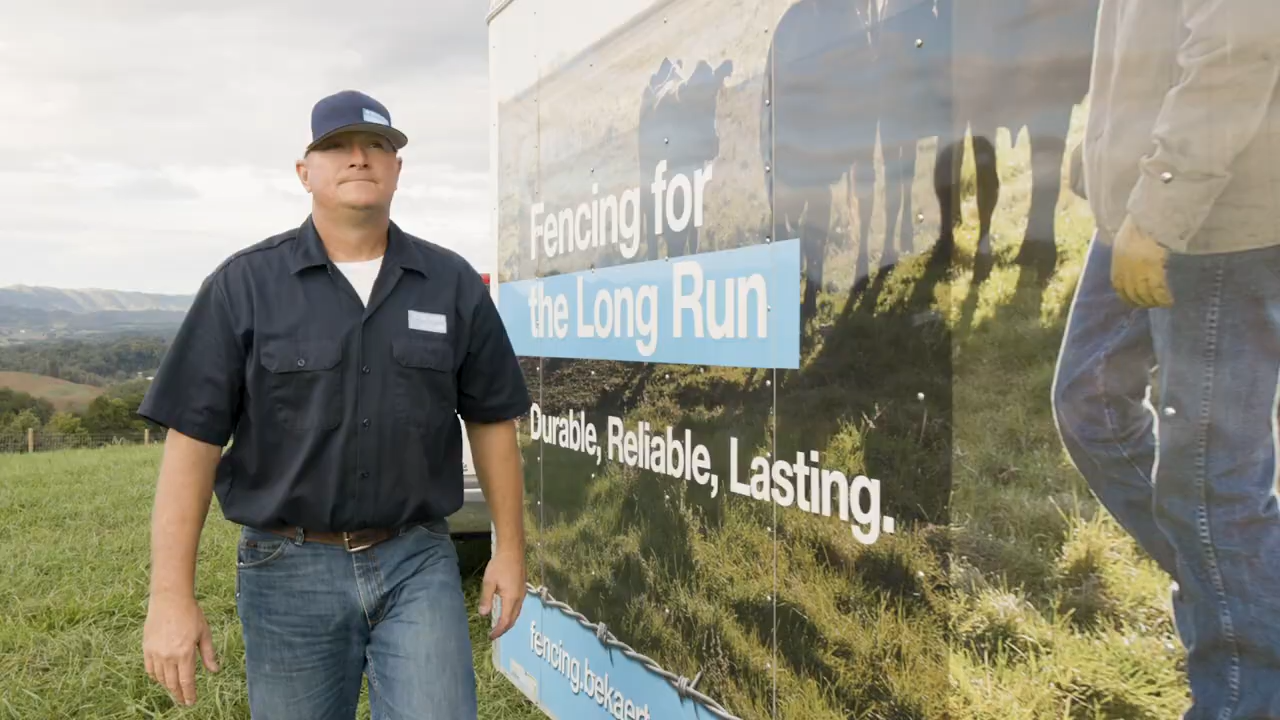 Fencing for
the Long Run
Durable, Reliable, Lasting.
fencing.bekaert